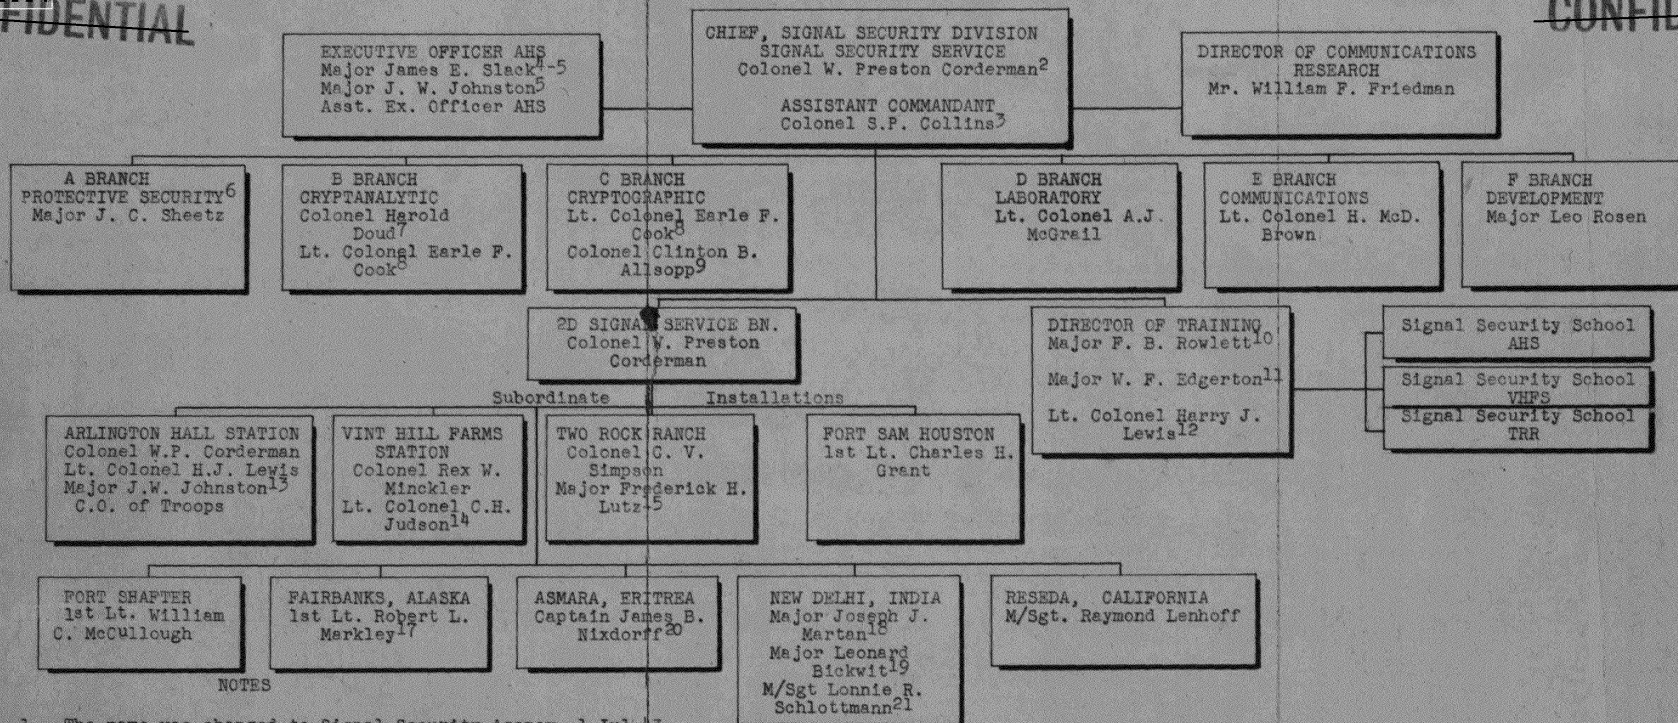 FIDENTIAL
CONFID
EXECUTIVE OFFICER AHS
Major James E. Slack4-5
Major J. W. Johnston5
Asst. Ex. Officer AHS
CHIEF, SIGNAL SECURITY DIVISION
SIGNAL SECURITY SERVICE
Colonel W. Preston Corderman2
ASSISTANT COMMANDANT
Colonel S.P. Collins3
DIRECTOR OF COMMUNICATIONS
RESEARCH
Mr. William F. Friedman
A BRANCH
PROTECTIVE SECURITY6
Major J. C. Sheetz
B BRANCH
CRYPTANALYTIC
Colonel Harold
Doud7
Lt. Colonel Earle F.
Cook8
C BRANCH
CRYPTOGRAPHIC
Lt. Colonel Earle F.
Cook8
Colonel Clinton B.
Allsopp9
D BRANCH
LABORATORY
Lt. Colonel A.J.
McGrail
E BRANCH
COMMUNICATIONS
Lt. Colonel H. McD.
Brown
F BRANCH
DEVELOPMENT
Major Leo Rosen
2D SIGNAL SERVICE BN.
Colonel W. Preston
Corderman
DIRECTOR OF TRAINING
Major F. B. Rowlett10
Major W. F. Edgerton11
Lt. Colonel Harry J.
Lewis12
Signal Security School
AHS
Signal Security School
VHFS
Signal Security School
TRR
Subordinate Installations
ARLINGTON HALL STATION
Colonel W.P. Corderman
Lt. Colonel H.J. Lewis
Major J.W. Johnston13
C.O. of Troops
VINT HILL FARMS
STATION
Colonel Rex W.
Minckler
Lt. Colonel C.H.
Judson14
TWO ROCK RANCH
Colonel C. V.
Simpson
Major Frederick H.
Lutz15
FORT SAM HOUSTON
1st Lt. Charles H.
Grant
FORT SHAFTER
1st Lt. William
C. McCullough
FAIRBANKS, ALASKA
1st Lt. Robert L.
Markley17
ASMARA, ERITREA
Captain James B.
Nixdorff20
NEW DELHI, INDIA
Major Joseph J.
Martan18
Major Leonard
Bickwit19
M/Sgt Lonnie R.
Schlottmann21
RESEDA, CALIFORNIA
M/Sgt. Raymond Lenhoff
NOTES
The name was changed to Signal Security